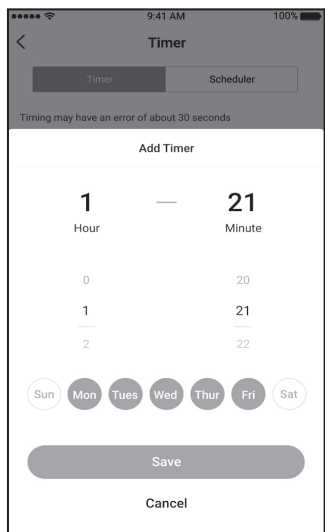 9:41 AM 100%
Timer
Timer Scheduler
Timing may have an error of about 30 seconds
Add Timer
1 — 21
Hour Minute
0 20
1 21
2 22
Sun Mon Tues Wed Thur Fri Sat
Save
Cancel